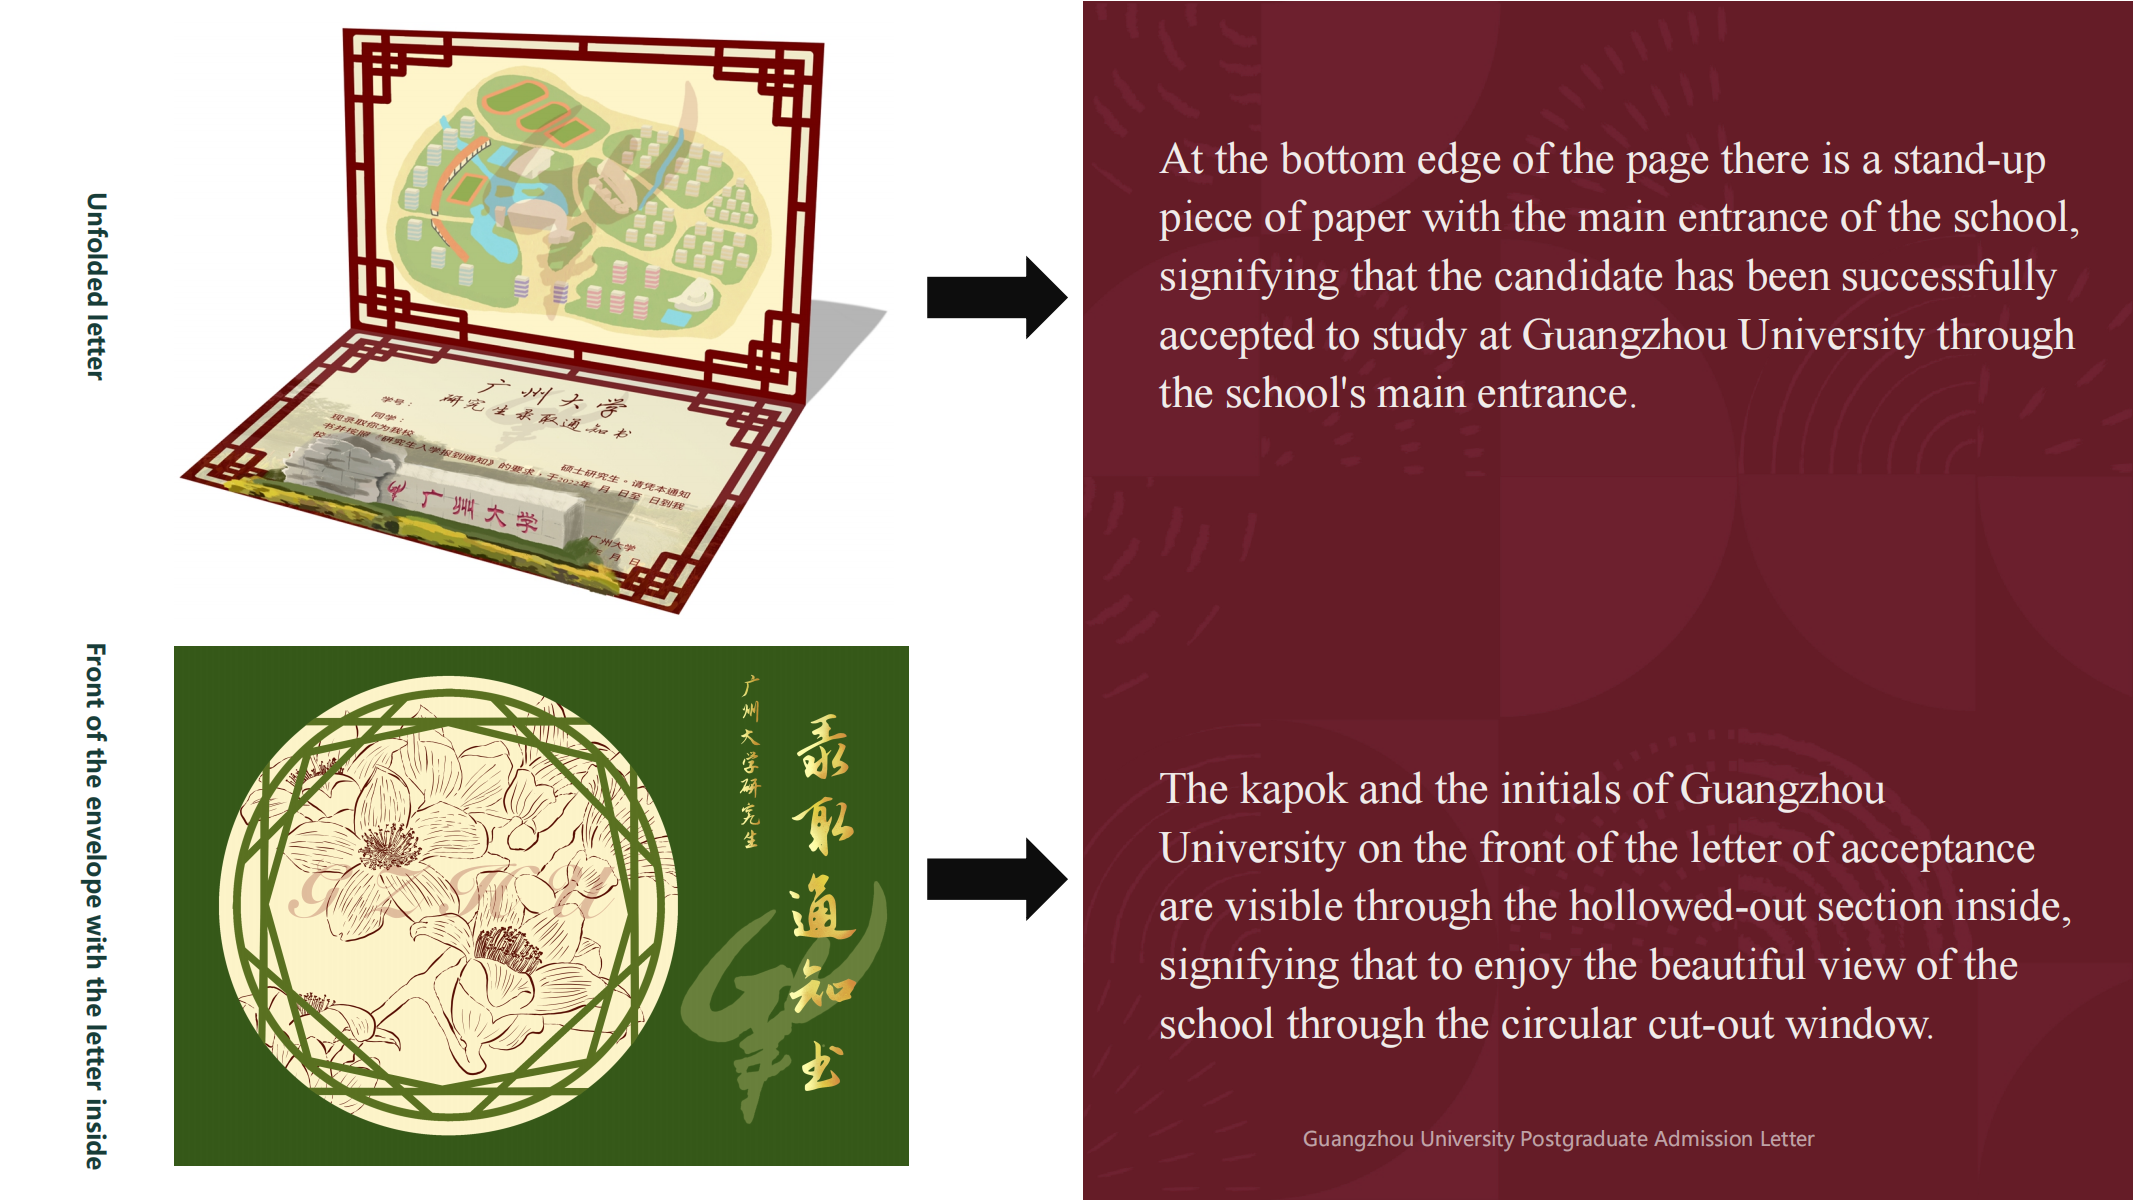 Unfolded letter
广州大学
研究生录取通知书
学号：
同学：
现录取你为我校
硕士研究生。请凭本通知
书并按照《研究生入学报到通知》的要求，于2022年 月 日至 日到我
校
广州大学
年 月 日
广州大学
At the bottom edge of the page there is a stand-up
piece of paper with the main entrance of the school,
signifying that the candidate has been successfully
accepted to study at Guangzhou University through
the school's main entrance.
Front of the envelope with the letter inside
GZHU
广州大学研究生
录取通知书
The kapok and the initials of Guangzhou
University on the front of the letter of acceptance
are visible through the hollowed-out section inside,
signifying that to enjoy the beautiful view of the
school through the circular cut-out window.
Guangzhou University Postgraduate Admission Letter